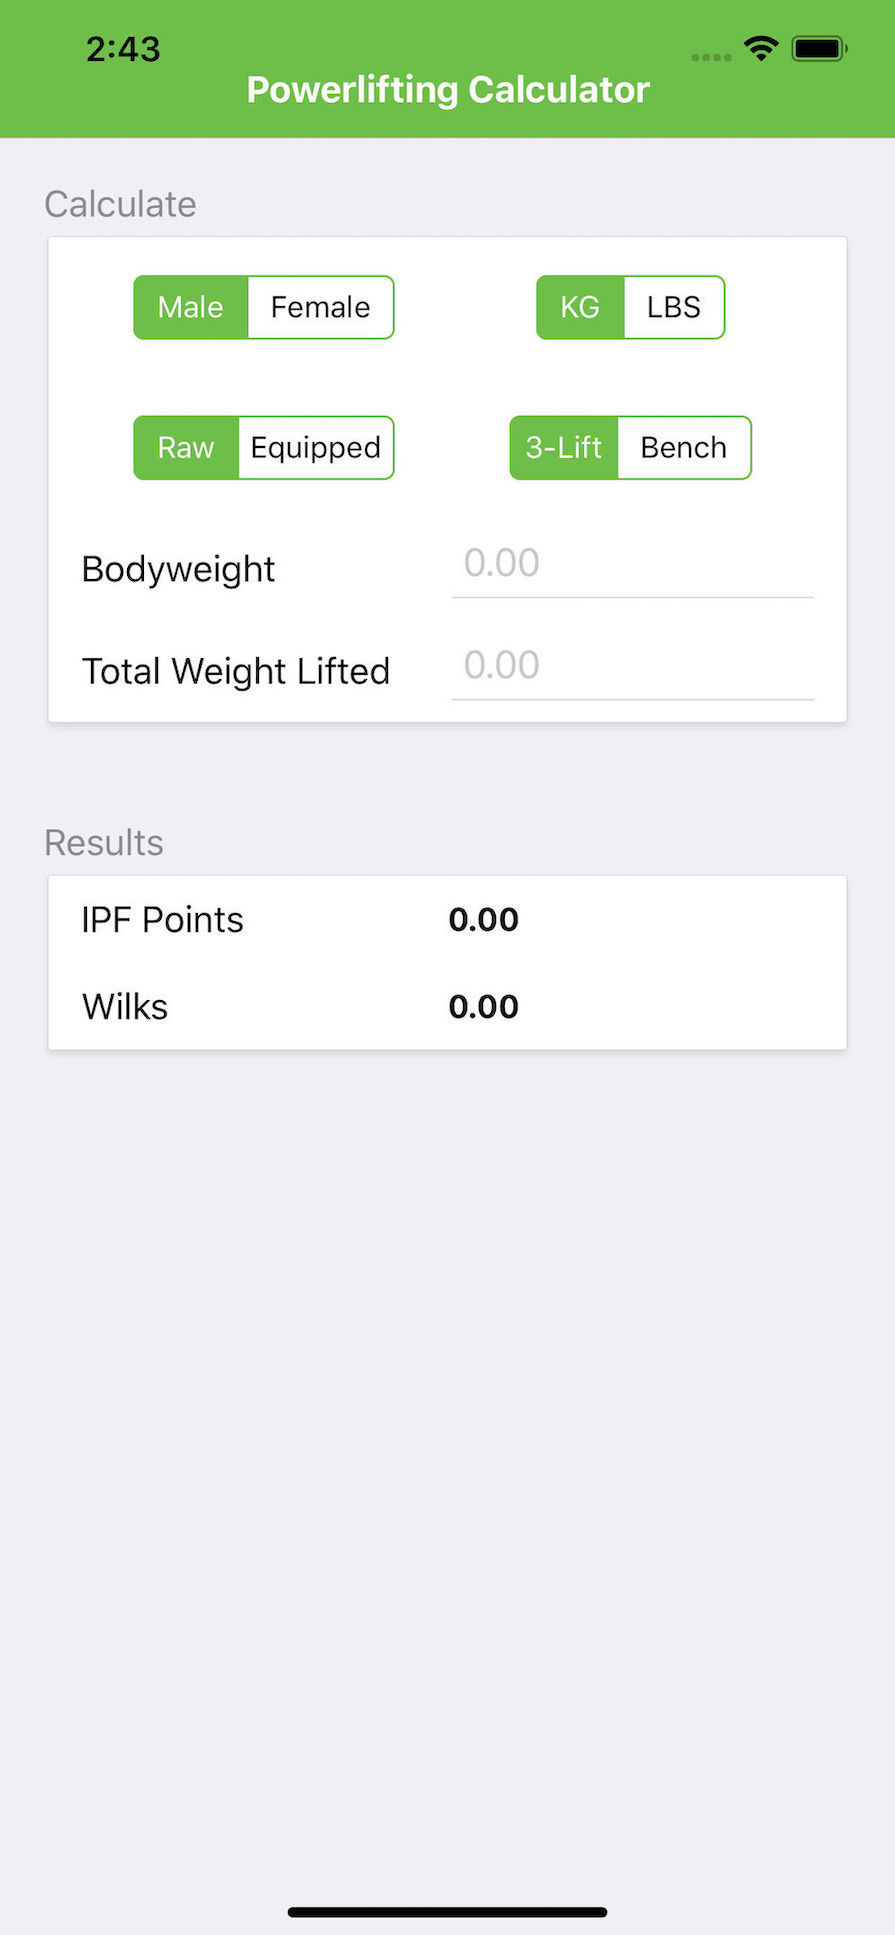 2:43
Powerlifting Calculator
Calculate
Male Female KG LBS
Raw Equipped 3-Lift Bench
Bodyweight 0.00
Total Weight Lifted 0.00
Results
IPF Points 0.00
Wilks 0.00